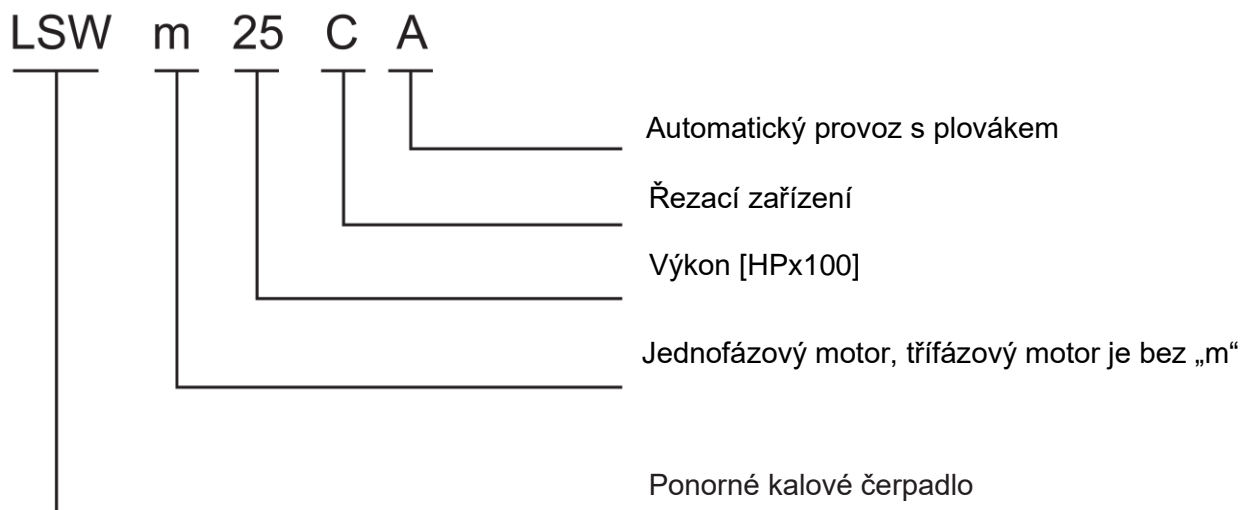 LSW m 25 C A
Automatický provoz s plovákem
Řezací zařízení
Výkon [HPx100]
Jednofázový motor, třífázový motor je bez „m“
Ponorné kalové čerpadlo